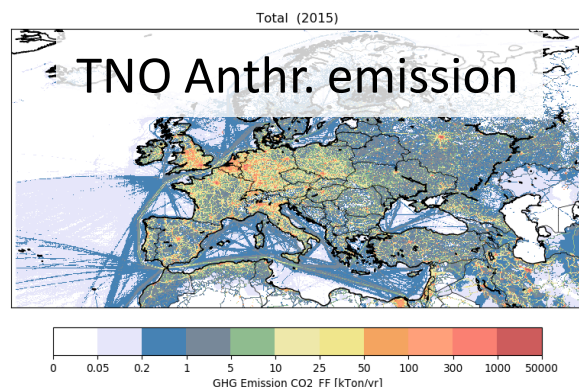 Total (2015)
TNO Anthr. emission
0 0.05 0.2 1 5 10 25 50 100 300 1000 50000
GHG Emission CO2_FF [kTon/yr]